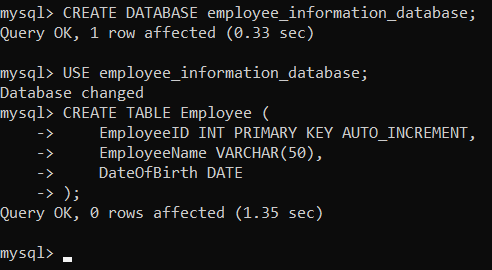 mysql> CREATE DATABASE employee_information_database;
Query OK, 1 row affected (0.33 sec)
mysql> USE employee_information_database;
Database changed
mysql> CREATE TABLE Employee (
    ->     EmployeeID INT PRIMARY KEY AUTO_INCREMENT,
    ->     EmployeeName VARCHAR(50),
    ->     DateOfBirth DATE
    -> );
Query OK, 0 rows affected (1.35 sec)
mysql>